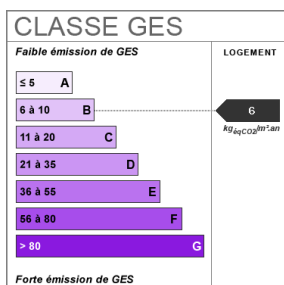 CLASSE GES
Faible émission de GES
LOGEMENT
≤ 5 A
6 à 10 B
6
kgéqCO2/m².an
11 à 20 C
21 à 35 D
36 à 55 E
56 à 80 F
> 80 G
Forte émission de GES